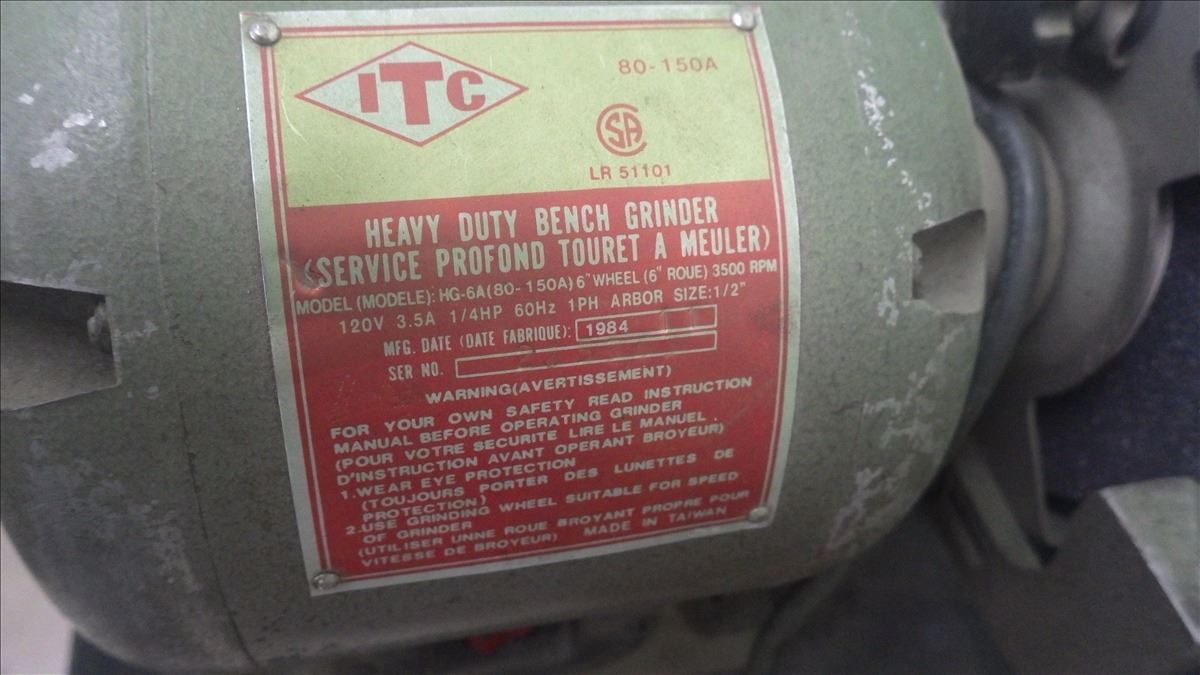 ITC
80-150A
CSA
LR 51101
HEAVY DUTY BENCH GRINDER
(SERVICE PROFOND TOURET A MEULER)
MODEL (MODELE): HG-6A(80-150A) 6" WHEEL (6" ROUE) 3500 RPM
120V 3.5A 1/4HP 60Hz 1PH ARBOR SIZE:1/2"
MFG. DATE (DATE FABRIQUE): 1984
SER NO.
WARNING(AVERTISSEMENT)
FOR YOUR OWN SAFETY READ INSTRUCTION
MANUAL BEFORE OPERATING GRINDER
(POUR VOTRE SECURITE LIRE LE MANUEL.
D'INSTRUCTION AVANT OPERANT BROYEUR)
1.WEAR EYE PROTECTION
(TOUJOURS PORTER DES LUNETTES DE
PROTECTION)
2.USE GRINDING WHEEL SUITABLE FOR SPEED
OF GRINDER
(UTILISER UNNE ROUE BROYANT PROPRE POUR
VITESSE DE BROYEUR) MADE IN TAIWAN